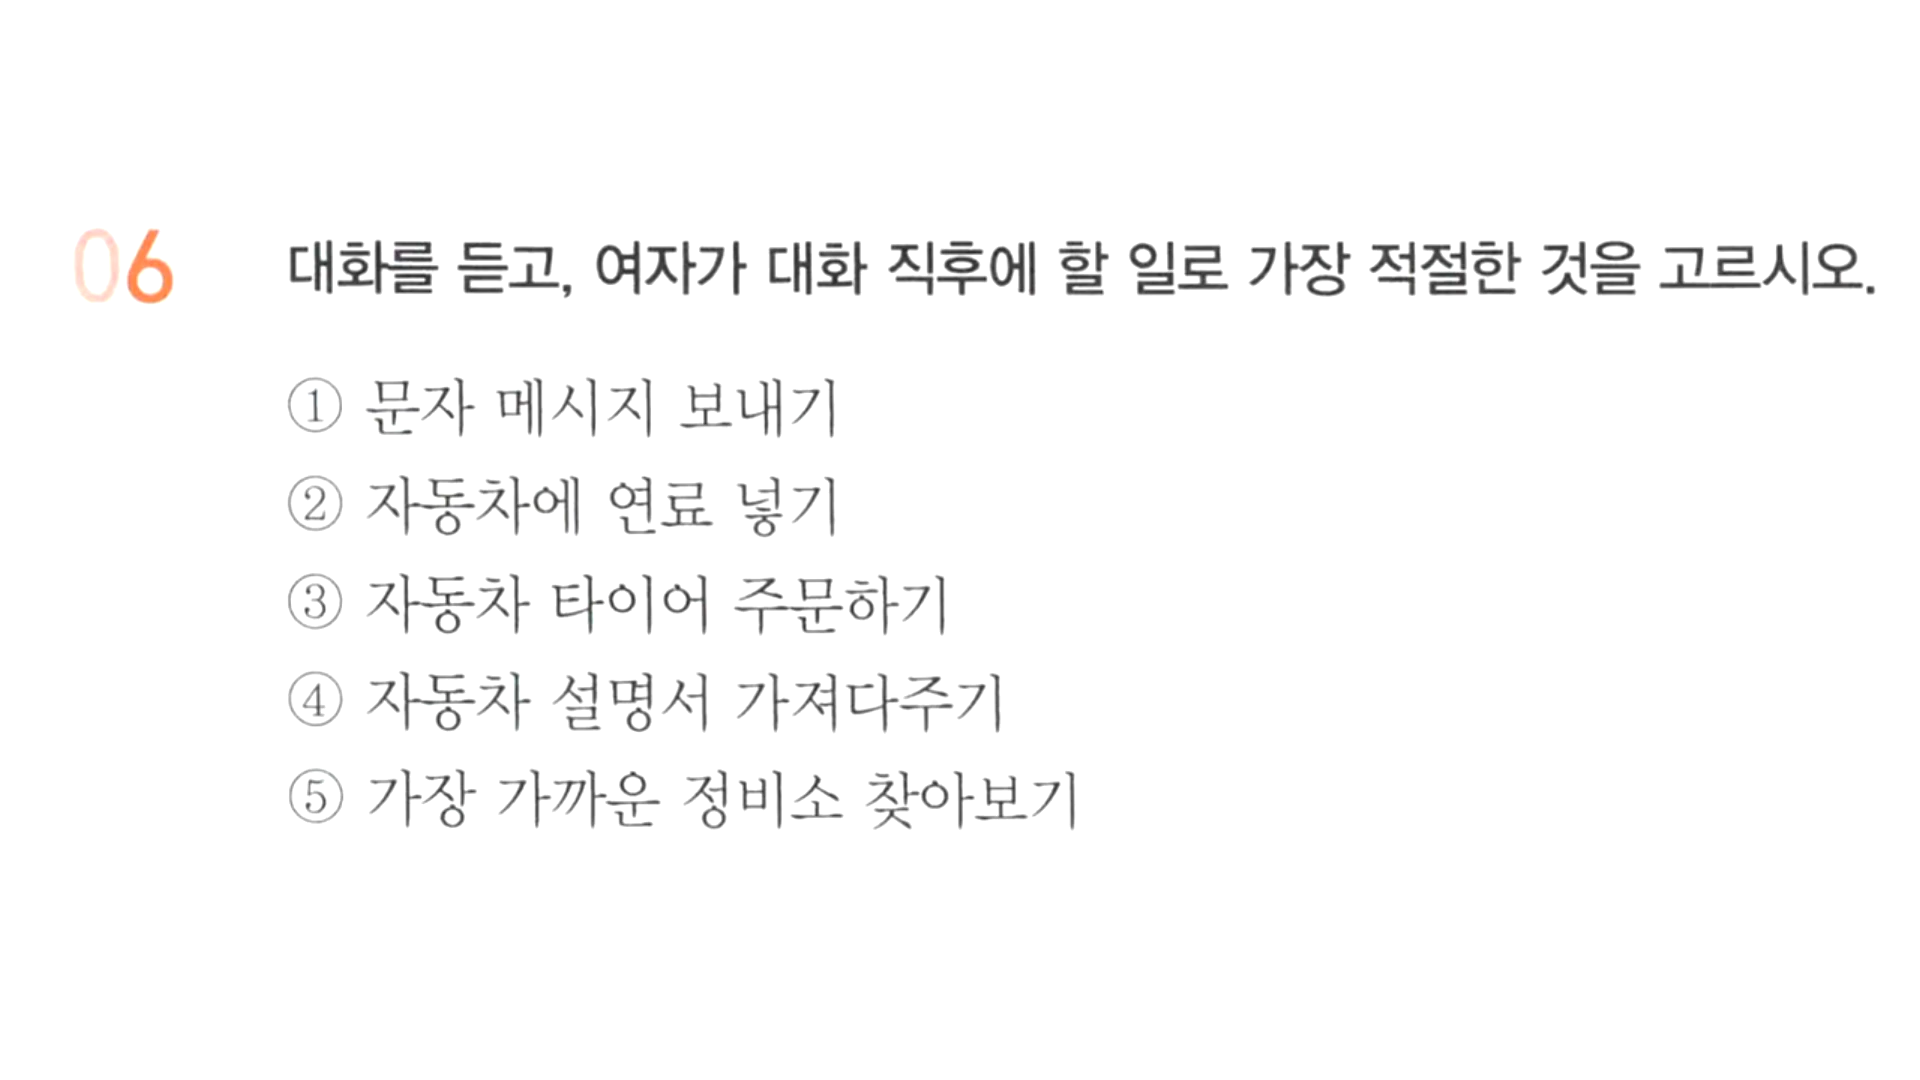 06 대화를 듣고, 여자가 대화 직후에 할 일로 가장 적절한 것을 고르시오.
① 문자 메시지 보내기
② 자동차에 연료 넣기
③ 자동차 타이어 주문하기
④ 자동차 설명서 가져다주기
⑤ 가장 가까운 정비소 찾아보기